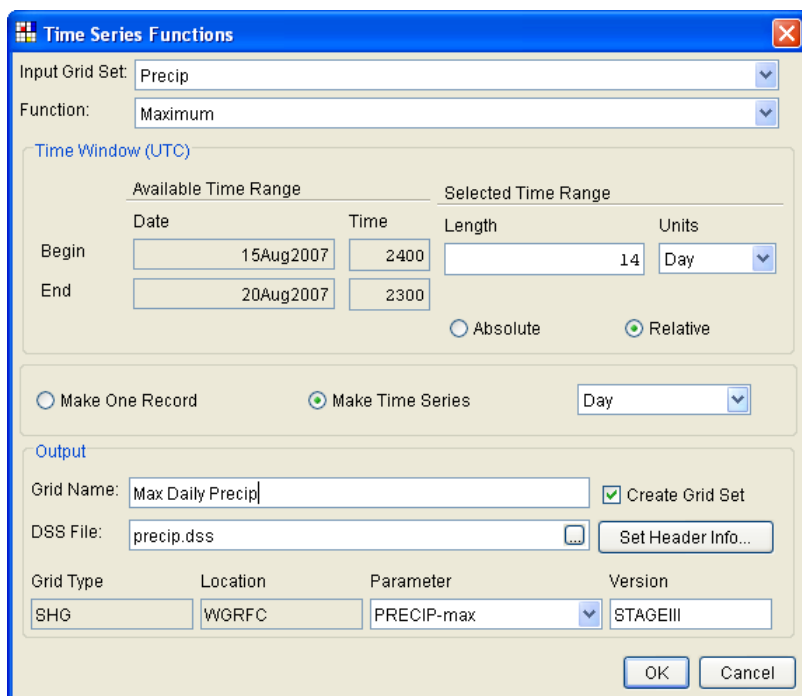 Time Series Functions
Input Grid Set: Precip
Function: Maximum
Time Window (UTC)
Available Time Range Selected Time Range
Date Time Length Units
Begin 15Aug2007 2400 14 Day
End 20Aug2007 2300
Absolute Relative
Make One Record Make Time Series Day
Output
Grid Name: Max Daily Precip Create Grid Set
DSS File: precip.dss ... Set Header Info...
Grid Type Location Parameter Version
SHG WGRFC PRECIP-max STAGEIII
OK Cancel